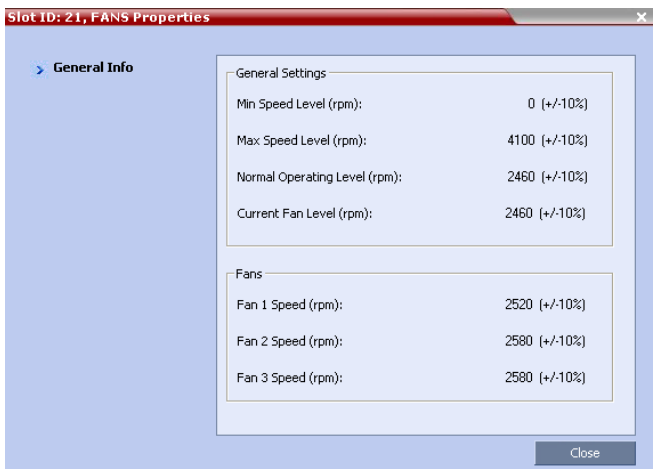 Slot ID: 21, FANS Properties
General Info
General Settings
Min Speed Level (rpm): 0 (+/-10%)
Max Speed Level (rpm): 4100 (+/-10%)
Normal Operating Level (rpm): 2460 (+/-10%)
Current Fan Level (rpm): 2460 (+/-10%)
Fans
Fan 1 Speed (rpm): 2520 (+/-10%)
Fan 2 Speed (rpm): 2580 (+/-10%)
Fan 3 Speed (rpm): 2580 (+/-10%)
Close